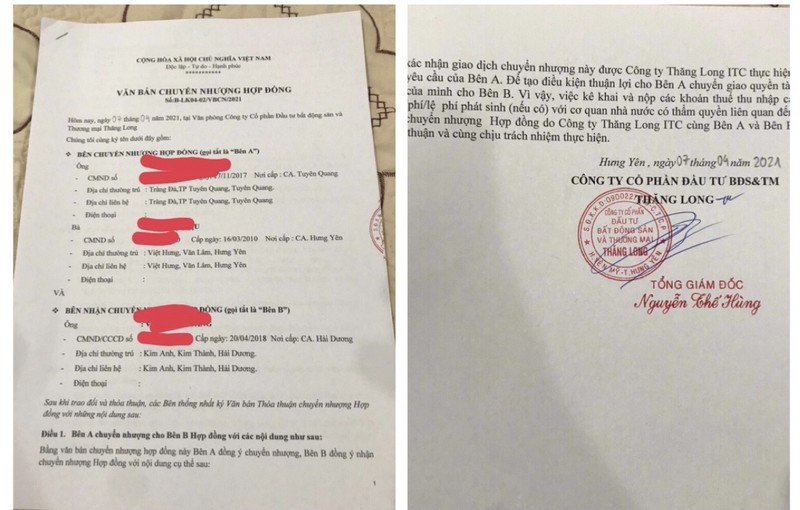 CỘNG HÒA XÃ HỘI CHỦ NGHĨA VIỆT NAM
Độc lập - Tự do - Hạnh phúc
***********
VĂN BẢN CHUYỂN NHƯỢNG HỢP ĐỒNG
Số:B-LK04-02/VBCN/2021
Hôm nay, ngày 07 tháng 04 năm 2021, tại Văn phòng Công ty Cổ phần Đầu tư bất động sản và
Thương mại Thăng Long
Chúng tôi cùng ký tên dưới đây gồm:
❖ BÊN CHUYỂN NHƯỢNG HỢP ĐỒNG (gọi tắt là "Bên A")
Ông
- CMND số 17/11/2017 Nơi cấp: CA. Tuyên Quang
- Địa chỉ thường trú : Tràng Đà,TP Tuyên Quang, Tuyên Quang.
- Địa chỉ liên hệ : Tràng Đà,TP Tuyên Quang, Tuyên Quang.
- Điện thoại :
Bà
- CMND số Cấp ngày: 16/03/2010 Nơi cấp : CA. Hưng Yên
- Địa chỉ thường trú : Việt Hưng, Văn Lâm, Hưng Yên
- Địa chỉ liên hệ : Việt Hưng, Văn Lâm, Hưng Yên
- Điện thoại :
VÀ
❖ BÊN NHẬN CHUYỂN ĐỒNG (gọi tắt là "Bên B")
Ông :
- CMND/CCCD số Cấp ngày: 20/04/2018 Nơi cấp: CA. Hải Dương
- Địa chỉ thường trú : Kim Anh, Kim Thành, Hải Dương.
- Địa chỉ liên hệ : Kim Anh, Kim Thành, Hải Dương.
- Điện thoại :
Sau khi trao đổi và thỏa thuận, các Bên thống nhất ký Văn bản Thỏa thuận chuyển nhượng Hợp
đồng với những nội dung sau:
Điều 1. Bên A chuyển nhượng cho Bên B Hợp đồng với các nội dung như sau:
Bằng văn bản chuyển nhượng hợp đồng này Bên A đồng ý chuyển nhượng, Bên B đồng ý nhận
chuyển nhượng Hợp đồng với nội dung cụ thể sau:
1
xác nhận giao dịch chuyển nhượng này được Công ty Thăng Long ITC thực hiện
yêu cầu của Bên A. Để tạo điều kiện thuận lợi cho Bên A chuyển giao quyền tà
của mình cho Bên B. Vì vậy, việc kê khai và nộp các khoản thuế thu nhập c
phí/lệ phí phát sinh (nếu có) với cơ quan nhà nước có thẩm quyền liên quan đế
chuyển nhượng Hợp đồng do Công ty Thăng Long ITC cùng Bên A và Bên B
thuận và cùng chịu trách nhiệm thực hiện.
Hưng Yên, ngày 07 tháng 04 năm 2021
CÔNG TY CỔ PHẦN ĐẦU TƯ BĐS&TM
THĂNG LONG
CÔNG TY CỔ PHẦN
ĐẦU TƯ
BẤT ĐỘNG SẢN
VÀ THƯƠNG MẠI
THĂNG LONG
TỔNG GIÁM ĐỐC
Nguyễn Thế Hùng